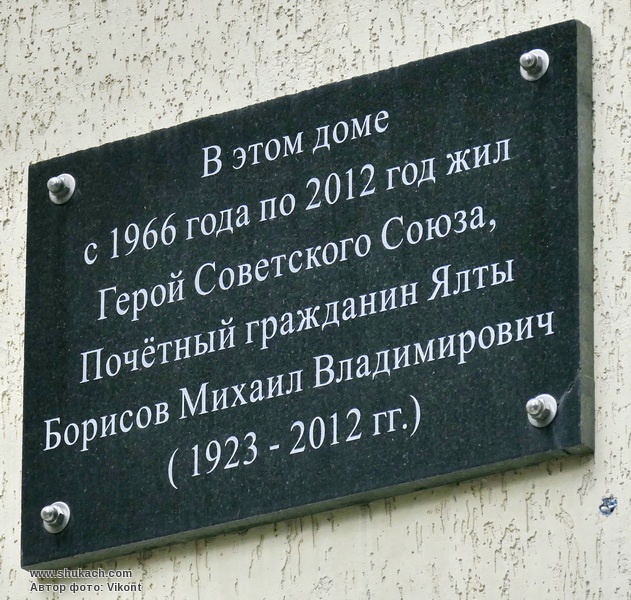 В этом доме
с 1966 года по 2012 год жил
Герой Советского Союза,
Почётный гражданин Ялты
Борисов Михаил Владимирович
( 1923 - 2012 гг.)
www.shukach.com
Автор фото: Vikont